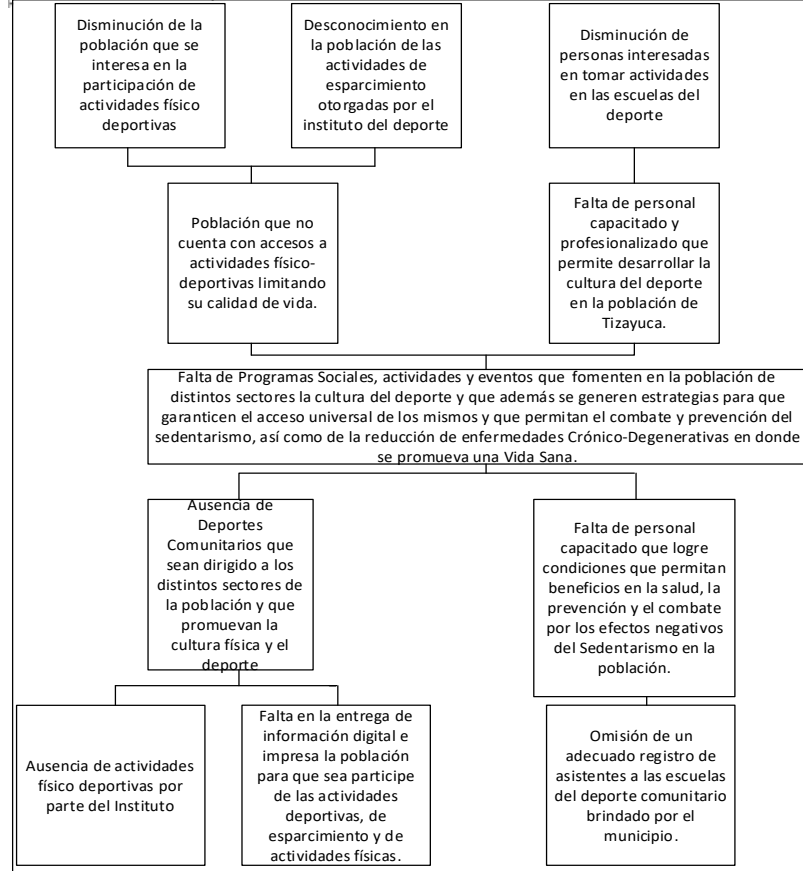 Disminución de la
población que se
interesa en la
participación de
actividades físico
deportivas
Desconocimiento en
la población de las
actividades de
esparcimiento
otorgadas por el
instituto del deporte
Disminución de
personas interesadas
en tomar actividades
en las escuelas del
deporte
Población que no
cuenta con accesos a
actividades físico-
deportivas limitando
su calidad de vida.
Falta de personal
capacitado y
profesionalizado que
permite desarrollar la
cultura del deporte
en la población de
Tizayuca.
Falta de Programas Sociales, actividades y eventos que fomenten en la población de
distintos sectores la cultura del deporte y que además se generen estrategias para que
garanticen el acceso universal de los mismos y que permitan el combate y prevención del
sedentarismo, así como de la reducción de enfermedades Crónico-Degenerativas en donde
se promueva una Vida Sana.
Ausencia de
Deportes
Comunitarios que
sean dirigido a los
distintos sectores de
la población y que
promuevan la
cultura física y el
deporte
Falta de personal
capacitado que logre
condiciones que permitan
beneficios en la salud, la
prevención y el combate
por los efectos negativos
del Sedentarismo en la
población.
Ausencia de actividades
físico deportivas por
parte del Instituto
Falta en la entrega de
información digital e
impresa la población
para que sea participe
de las actividades
deportivas, de
esparcimiento y de
actividades físicas.
Omisión de un
adecuado registro de
asistentes a las escuelas
del deporte comunitario
brindado por el
municipio.